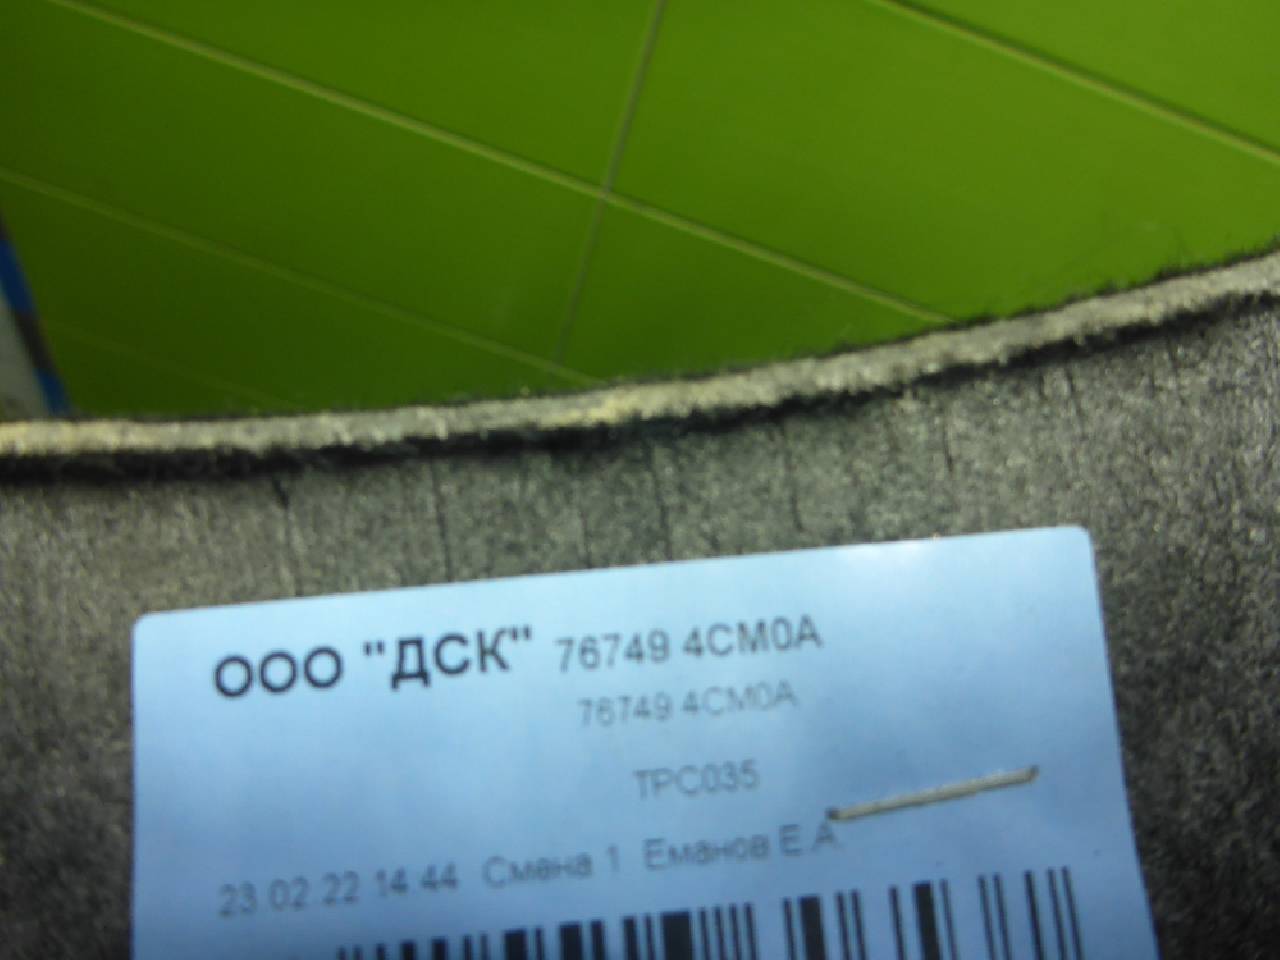 ООО "ДСК" 76749 4CM0A
76749 4CM0A
TPC035
23.02.22 14:44 Смена 1 Еманов Е.А.